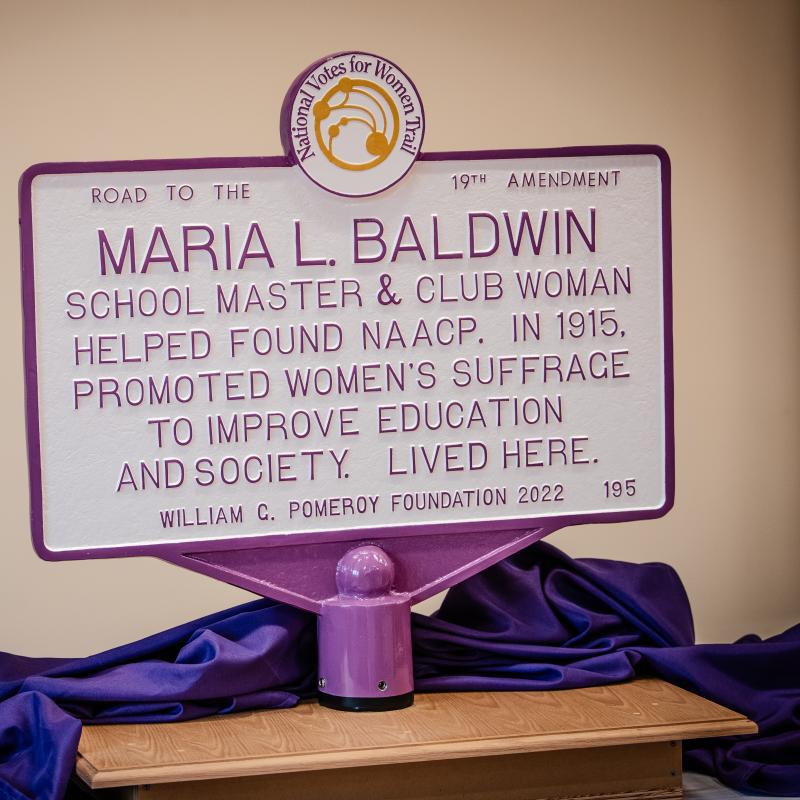 National Votes for Women Trail
ROAD TO THE 19TH AMENDMENT
MARIA L. BALDWIN
SCHOOL MASTER & CLUB WOMAN
HELPED FOUND NAACP. IN 1915,
PROMOTED WOMEN'S SUFFRAGE
TO IMPROVE EDUCATION
AND SOCIETY. LIVED HERE.
WILLIAM G. POMEROY FOUNDATION 2022 195